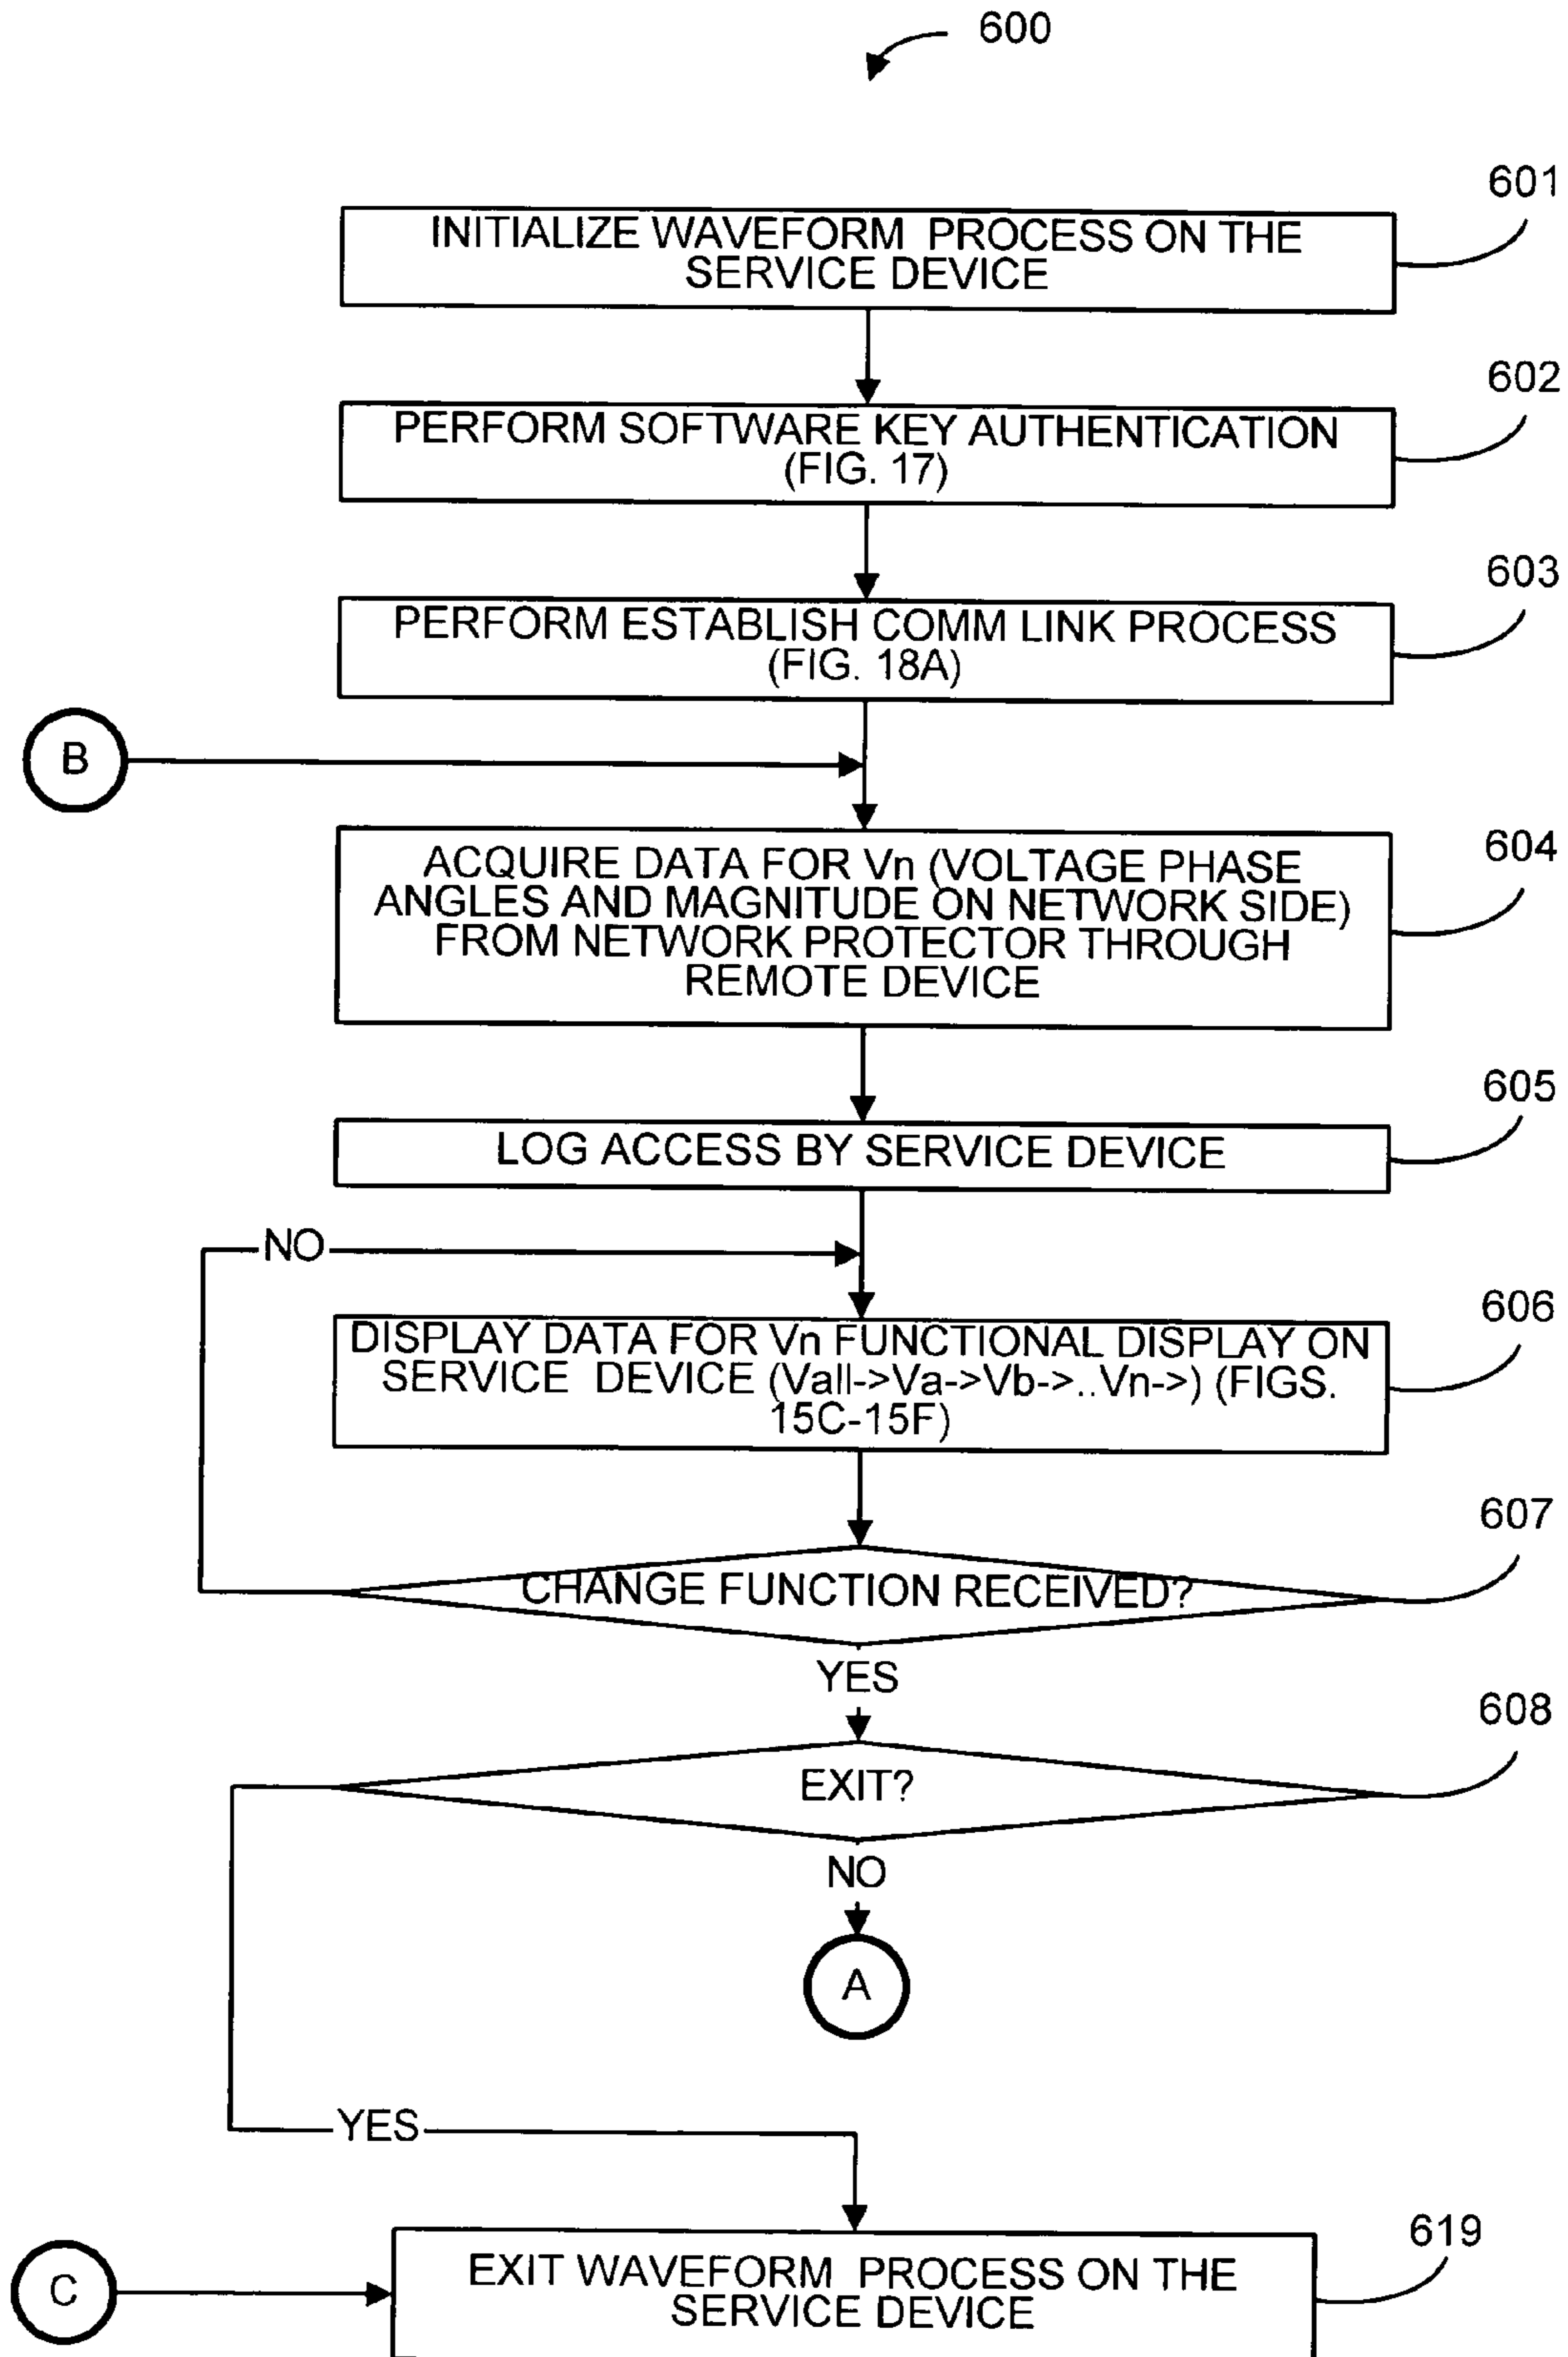 600
601
INITIALIZE WAVEFORM PROCESS ON THE
SERVICE DEVICE
602
PERFORM SOFTWARE KEY AUTHENTICATION
(FIG. 17)
603
PERFORM ESTABLISH COMM LINK PROCESS
(FIG. 18A)
B
604
ACQUIRE DATA FOR Vn (VOLTAGE PHASE
ANGLES AND MAGNITUDE ON NETWORK SIDE)
FROM NETWORK PROTECTOR THROUGH
REMOTE DEVICE
605
LOG ACCESS BY SERVICE DEVICE
NO
606
DISPLAY DATA FOR Vn FUNCTIONAL DISPLAY ON
SERVICE DEVICE (Vall->Va->Vb->..Vn->) (FIGS.
15C-15F)
607
CHANGE FUNCTION RECEIVED?
YES
608
EXIT?
NO
A
YES
619
EXIT WAVEFORM PROCESS ON THE
SERVICE DEVICE
C